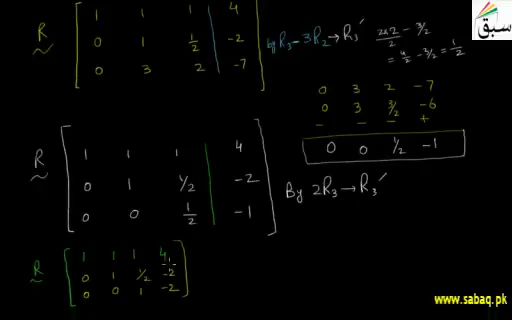 1 1 1 4
R ~ 0 1 1/2 -2 by R3 - 3R2 → R3′ 2x2/2 - 3/2
0 3 2 -7 = 4/2 - 3/2 = 1/2
0 3 2 -7
0 3 3/2 -6
- - - +
0 0 1/2 -1
1 1 1 4
R ~ 0 1 1/2 -2 By 2R3 → R3′
0 0 1/2 -1
R ~ 1 1 1 4
0 1 1/2 -2
0 0 1 -2
سبق
www.sabaq.pk